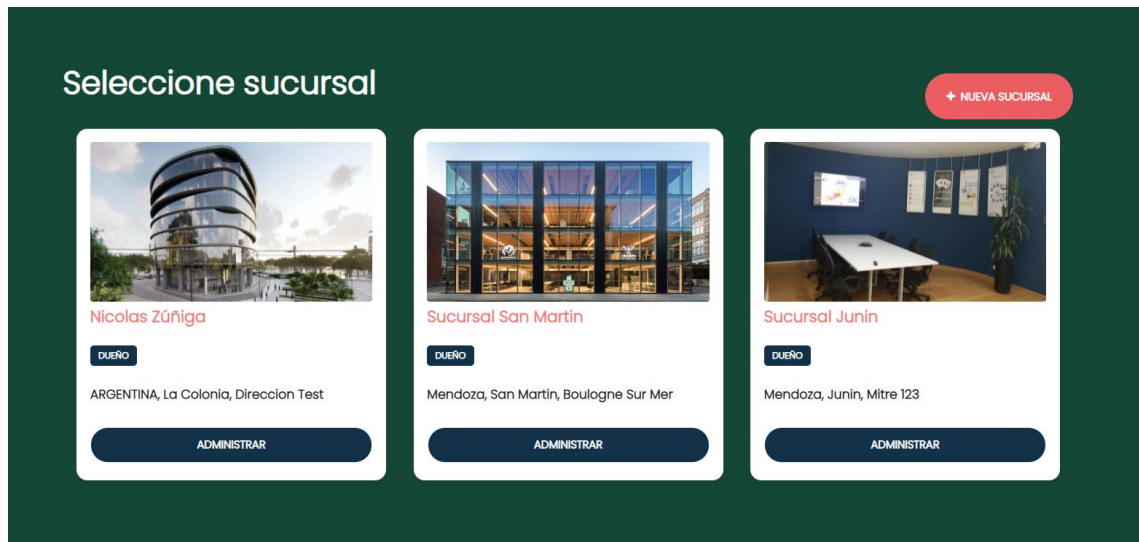 Seleccione sucursal
+ NUEVA SUCURSAL
Nicolas Zúñiga
DUEÑO
ARGENTINA, La Colonia, Direccion Test
ADMINISTRAR
Sucursal San Martin
DUEÑO
Mendoza, San Martin, Boulogne Sur Mer
ADMINISTRAR
Sucursal Junin
DUEÑO
Mendoza, Junin, Mitre 123
ADMINISTRAR